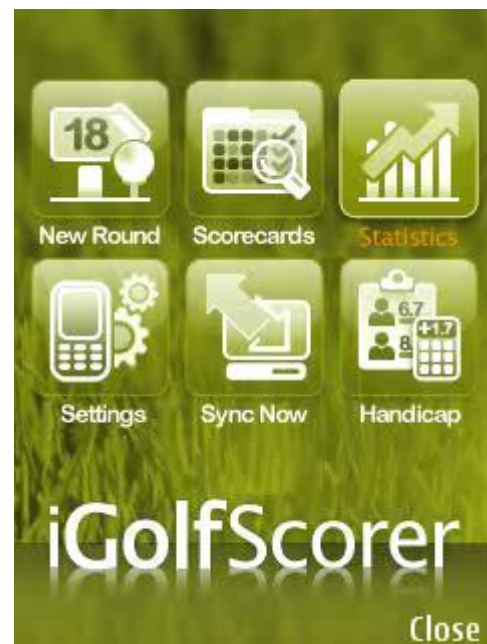 18
New Round Scorecards Statistics
6.7
+1.7
8
Settings Sync Now Handicap
iGolfScorer
Close